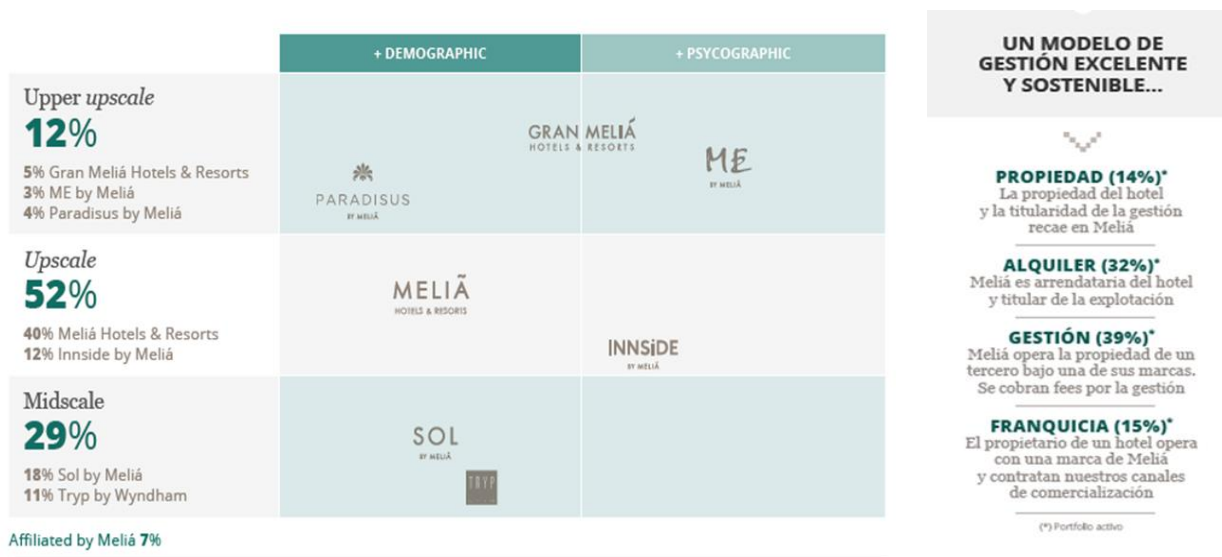 + DEMOGRAPHIC
+ PSYCOGRAPHIC
Upper upscale
12%
5% Gran Meliá Hotels & Resorts
3% ME by Meliá
4% Paradisus by Meliá
GRAN MELIÁ
HOTELS & RESORTS
ME
BY MELIÁ
PARADISUS
BY MELIÁ
Upscale
52%
40% Meliá Hotels & Resorts
12% Innside by Meliá
MELIÃ
HOTELS & RESORTS
INNSiDE
BY MELIÁ
Midscale
29%
18% Sol by Meliá
11% Tryp by Wyndham
SOL
BY MELIÁ
TRYP
Affiliated by Meliá 7%
UN MODELO DE
GESTIÓN EXCELENTE
Y SOSTENIBLE...
PROPIEDAD (14%)*
La propiedad del hotel
y la titularidad de la gestión
recae en Meliá
ALQUILER (32%)*
Meliá es arrendataria del hotel
y titular de la explotación
GESTIÓN (39%)*
Meliá opera la propiedad de un
tercero bajo una de sus marcas.
Se cobran fees por la gestión
FRANQUICIA (15%)*
El propietario de un hotel opera
con una marca de Meliá
y contratan nuestros canales
de comercialización
(*) Portfolio activo